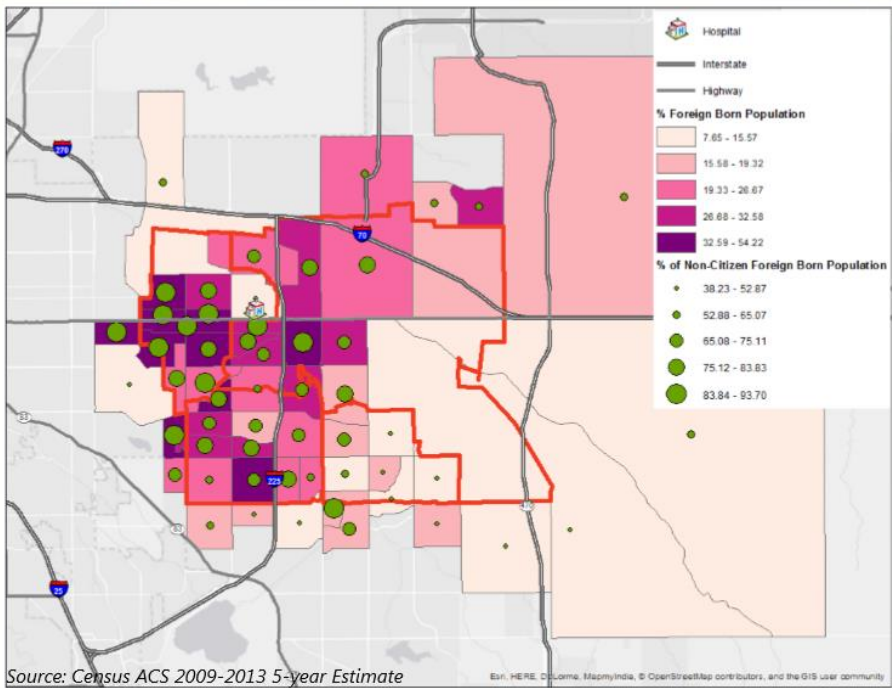 Hospital
Interstate
Highway
% Foreign Born Population
7.65 - 15.57
15.58 - 19.32
19.33 - 26.67
26.68 - 32.58
32.59 - 54.22
% of Non-Citizen Foreign Born Population
38.23 - 52.87
52.88 - 65.07
65.08 - 75.11
75.12 - 83.83
83.84 - 93.70
270
70
H
225
470
83
25
Source: Census ACS 2009-2013 5-year Estimate
Esri, HERE, DeLorme, MapmyIndia, © OpenStreetMap contributors, and the GIS user community